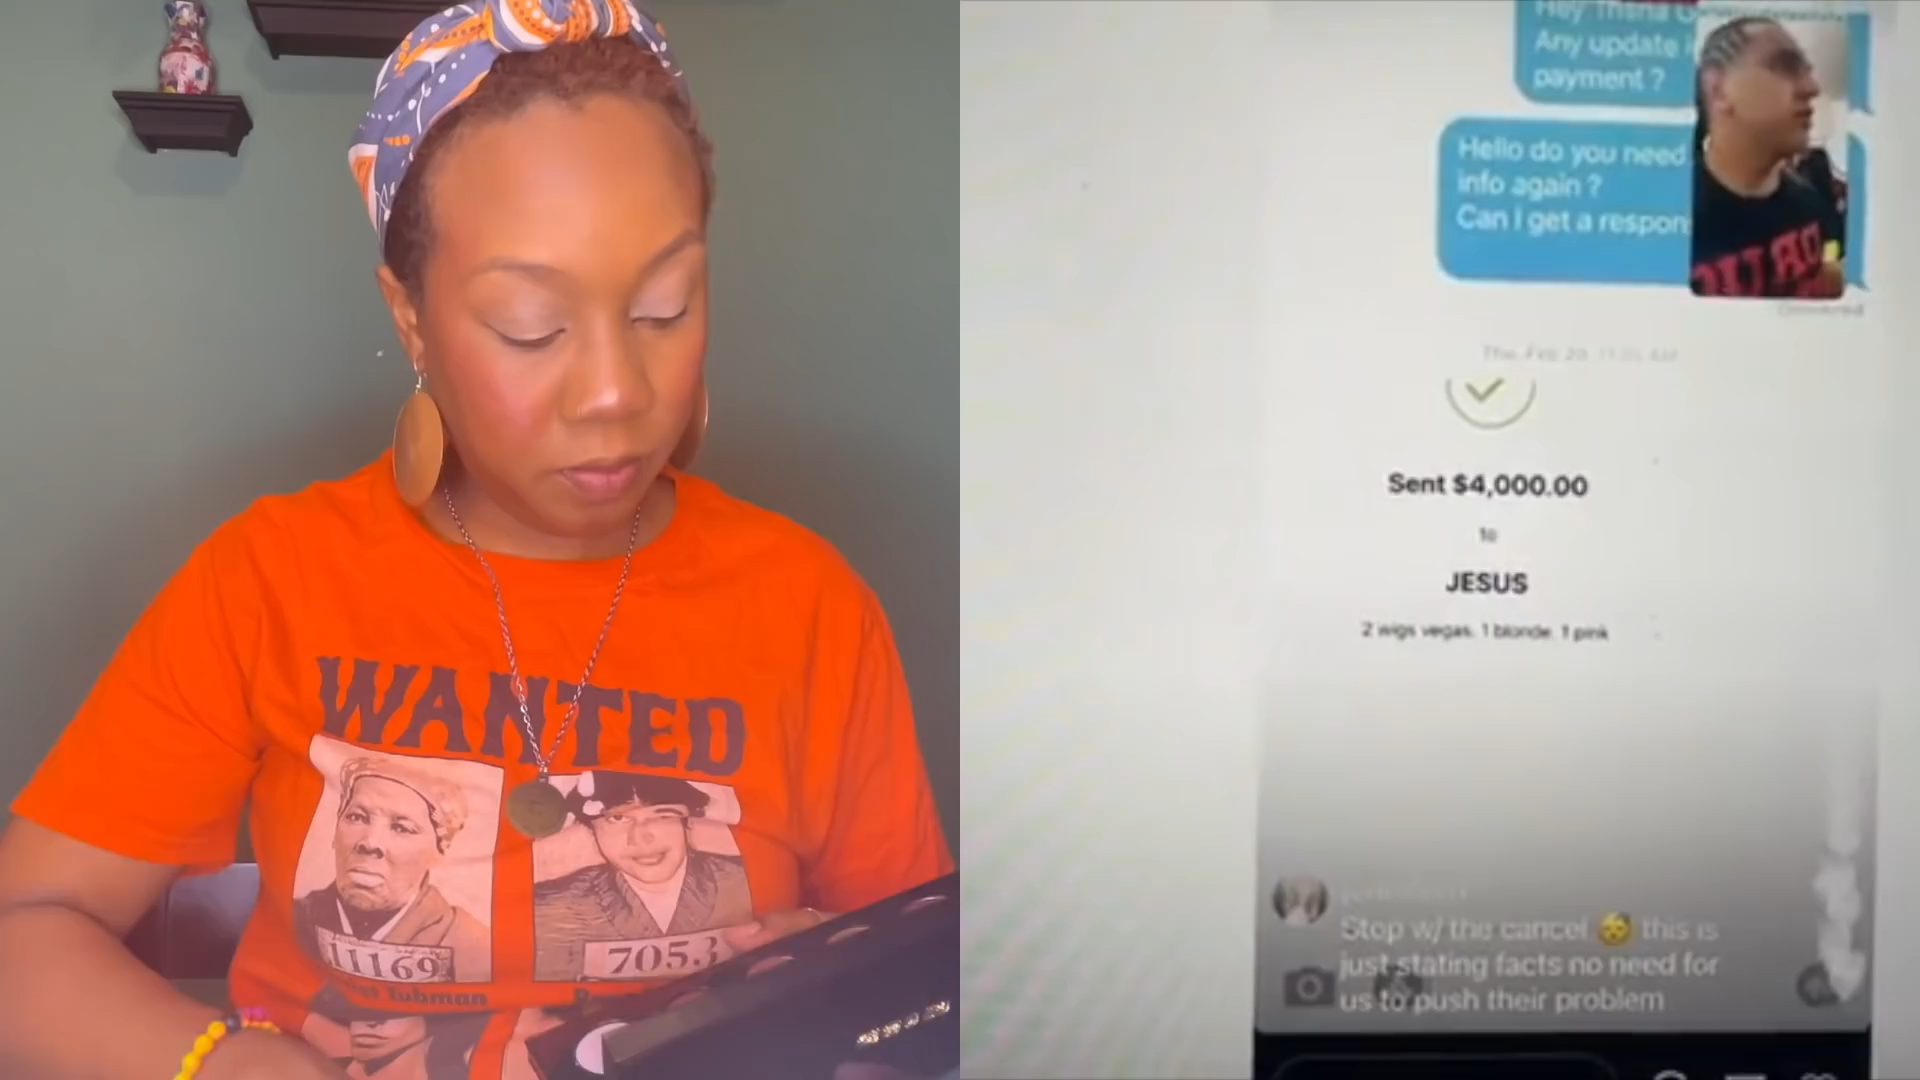 WANTED
11169
7053
Tubman
Any update
payment ?
Hello do you need
info again ?
Can I get a respon
Sent $4,000.00
to
JESUS
2 wigs vegas. 1 blonde. 1 pink
Stop w/ the cancel 😴 this is
just stating facts no need for
us to push their problem